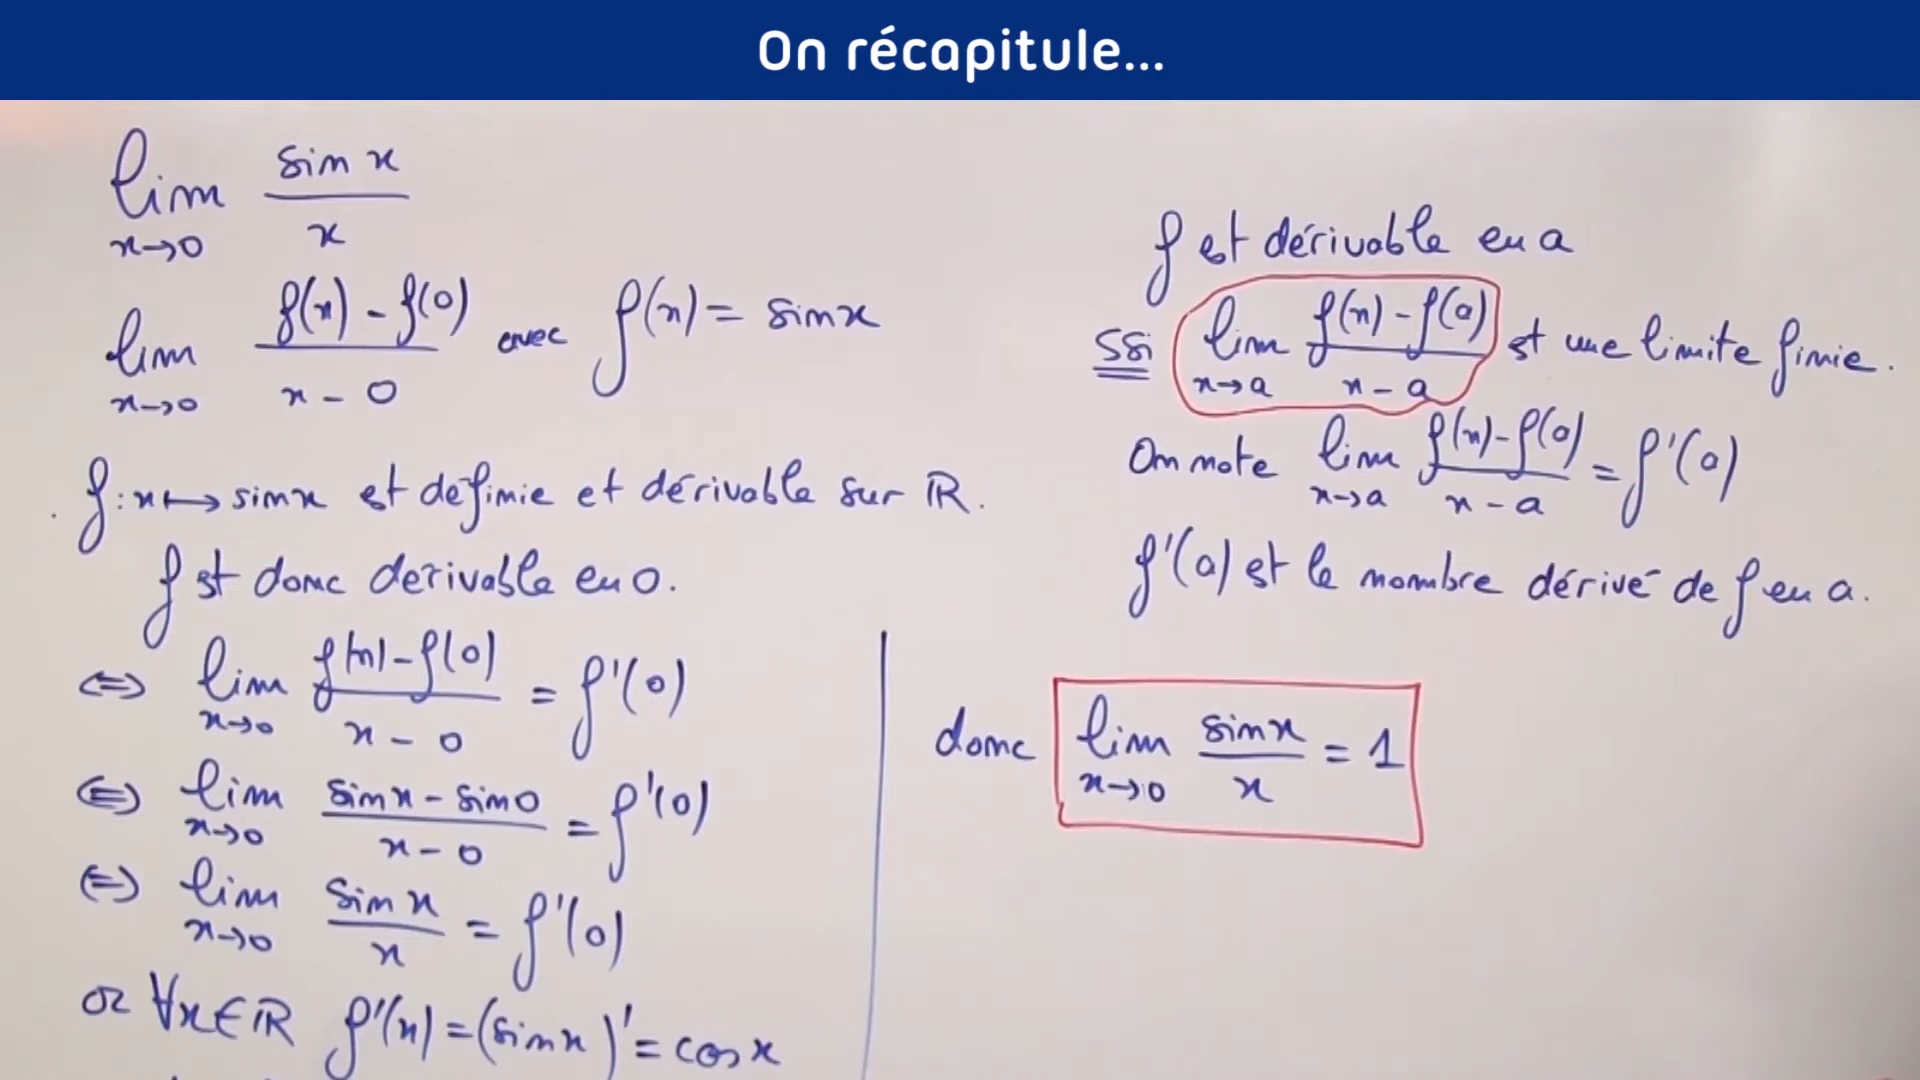 On récapitule...
lim sin x / x
x→0
lim f(x) - f(0) / x - 0 avec f(x) = sin x
x→0
f : x ↦ sin x est définie et dérivable sur ℝ.
f est donc dérivable en 0.
⇔ lim f(x) - f(0) / x - 0 = f'(0)
x→0
⇔ lim sin x - sin 0 / x - 0 = f'(0)
x→0
⇔ lim sin x / x = f'(0)
x→0
or ∀x ∈ ℝ f'(x) = (sin x)' = cos x
f est dérivable en a
ssi lim f(x) - f(a) / x - a est une limite finie.
x→a
On note lim f(x) - f(a) / x - a = f'(a)
x→a
f'(a) est le nombre dérivé de f en a.
donc lim sin x / x = 1
x→0